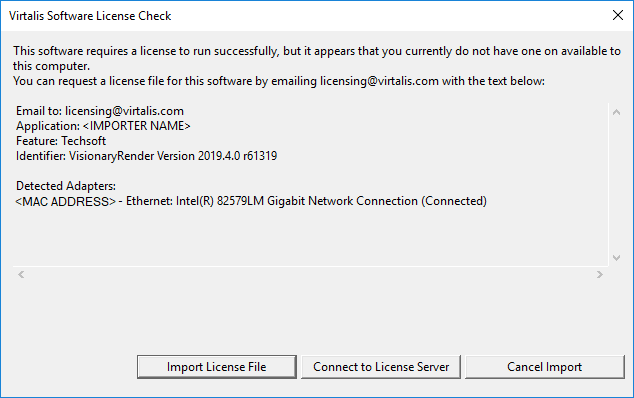 Virtalis Software License Check
This software requires a license to run successfully, but it appears that you currently do not have one on available to
this computer.
You can request a license file for this software by emailing licensing@virtalis.com with the text below:
Email to: licensing@virtalis.com
Application: <IMPORTER NAME>
Feature: Techsoft
Identifier: VisionaryRender Version 2019.4.0 r61319
Detected Adapters:
<MAC ADDRESS> - Ethernet: Intel(R) 82579LM Gigabit Network Connection (Connected)
Import License File
Connect to License Server
Cancel Import